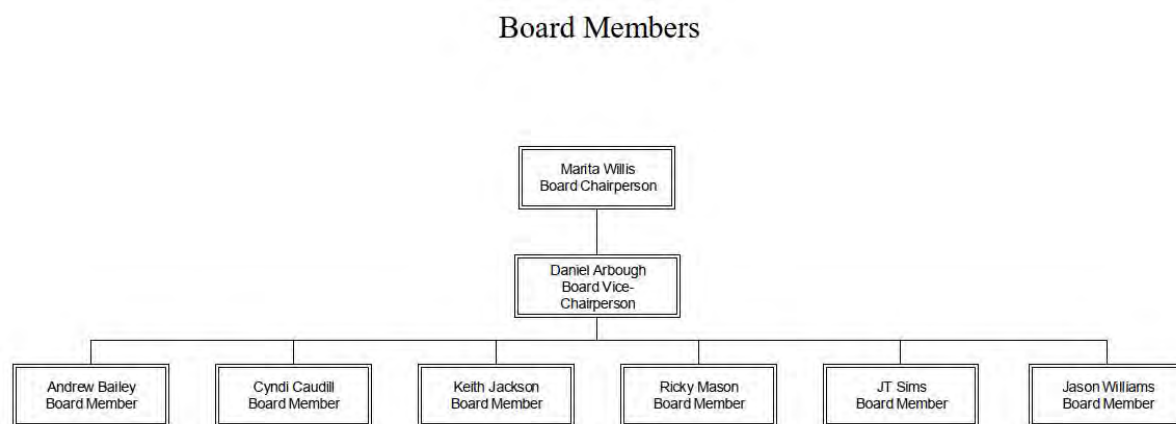 Board Members
Marita Willis
Board Chairperson
Daniel Arbough
Board Vice-
Chairperson
Andrew Bailey
Board Member
Cyndi Caudill
Board Member
Keith Jackson
Board Member
Ricky Mason
Board Member
JT Sims
Board Member
Jason Williams
Board Member